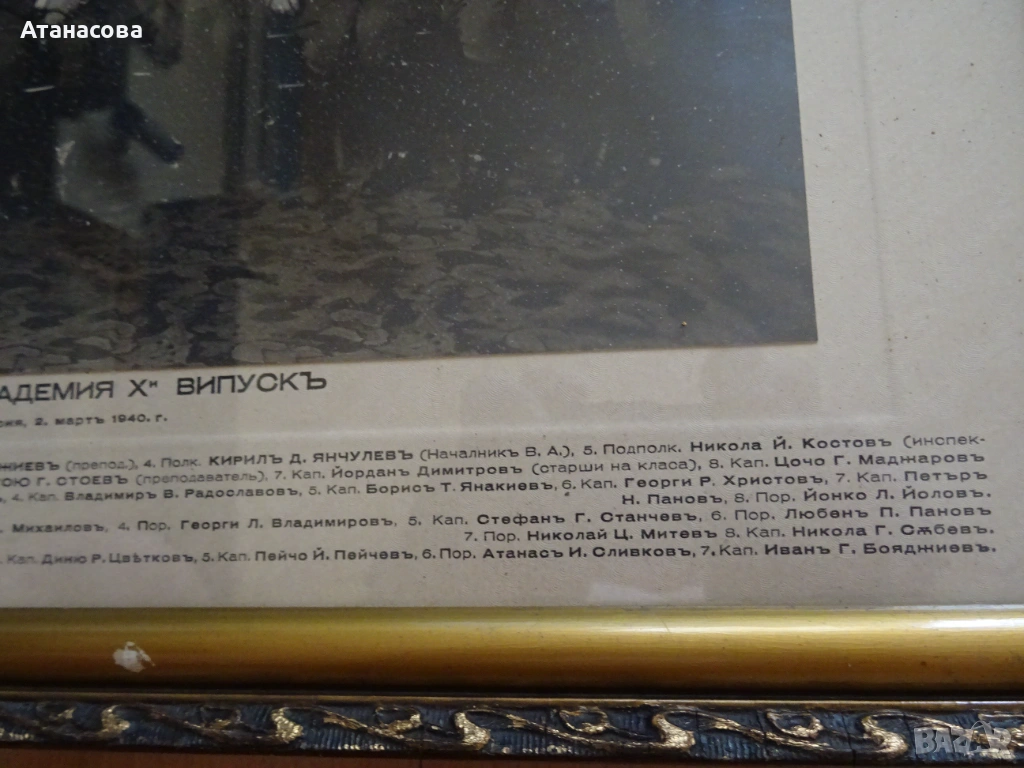 Атанасова
АДЕМИЯ Хи ВИПУСКЪ
2. мартъ 1940. г.
(препод.), 4. Полк. КИРИЛЪ Д. ЯНЧУЛЕВЪ (Началникъ В. А.), 5. Подполк. Никола Й. Костовъ (инспек-
Г. СТОЕВЪ (преподаватель), 7. Кап. Йорданъ Димитровъ (старши на класа), 8. Кап. Цочо Г. Маджаровъ
4. Кап. Владимиръ В. Радославовъ, 5. Кап. Борисъ Т. Янакиевъ, 6. Кап. Георги Р. Христовъ, 7. Кап. Петъръ
Н. Пановъ, 8. Пор. Йонко Л. Йоловъ.
Михаиловъ, 4. Пор. Георги Л. Владимировъ, 5. Кап. Стефанъ Г. Станчевъ, 6. Пор. Любенъ П. Пановъ
7. Пор. Николай Ц. Митевъ 8. Кап. Никола Г. Сѫбевъ.
Кап. Диню Р. Цвѣтковъ, 5. Кап. Пейчо Й. Пейчевъ, 6. Пор. Атанасъ И. Сливковъ, 7. Кап. Иванъ Г. Бояджиевъ.